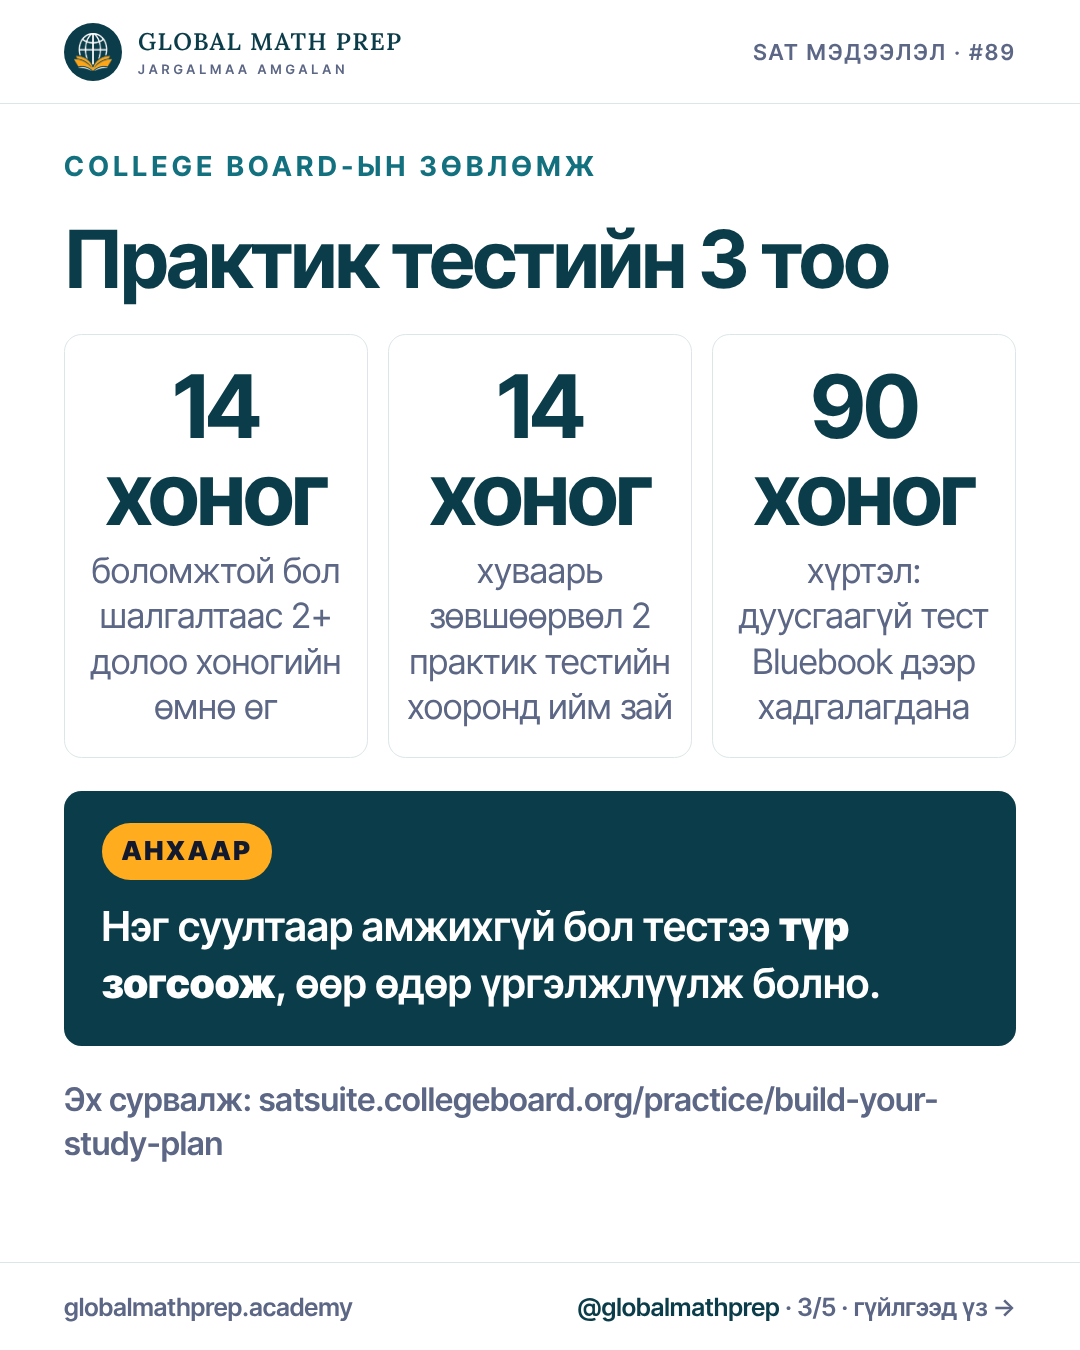 GLOBAL MATH PREP
JARGALMAA AMGALAN
SAT МЭДЭЭЛЭЛ · #89
COLLEGE BOARD-ЫН ЗӨВЛӨМЖ
Практик тестийн 3 тоо
14
хоног
боломжтой бол
шалгалтаас 2+
долоо хоногийн
өмнө өг
14
хоног
хуваарь
зөвшөөрвөл 2
практик тестийн
хооронд ийм зай
90
хоног
хүртэл:
дуусгаагүй тест
Bluebook дээр
хадгалагдана
АНХААР
Нэг суултаар амжихгүй бол тестээ түр
зогсоож, өөр өдөр үргэлжлүүлж болно.
Эх сурвалж: satsuite.collegeboard.org/practice/build-your-
study-plan
globalmathprep.academy
@globalmathprep · 3/5 · гүйлгээд үз →